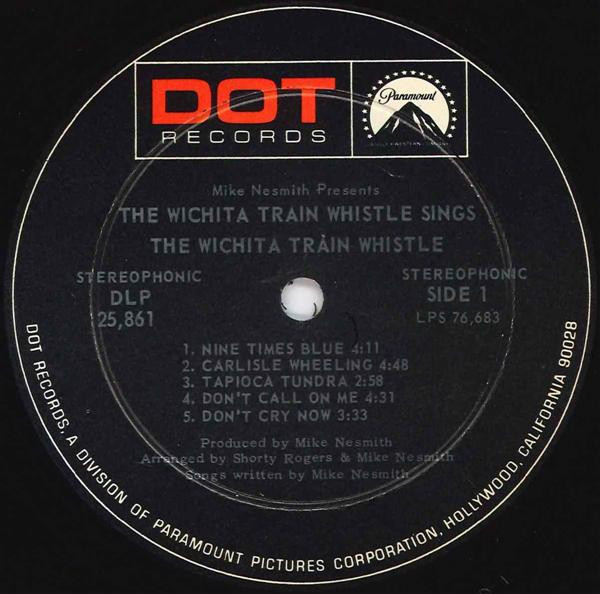 DOT
RECORDS
Paramount
Mike Nesmith Presents
THE WICHITA TRAIN WHISTLE SINGS
THE WICHITA TRAIN WHISTLE
STEREOPHONIC
DLP
25,861
STEREOPHONIC
SIDE 1
LPS 76,683
1. NINE TIMES BLUE 4:11
2. CARLISLE WHEELING 4:48
3. TAPIOCA TUNDRA 2:58
4. DON'T CALL ON ME 4:31
5. DON'T CRY NOW 3:33
Produced by Mike Nesmith
Arranged by Shorty Rogers & Mike Nesmith
Songs written by Mike Nesmith
DOT RECORDS, A DIVISION OF PARAMOUNT PICTURES CORPORATION, HOLLYWOOD, CALIFORNIA 90028